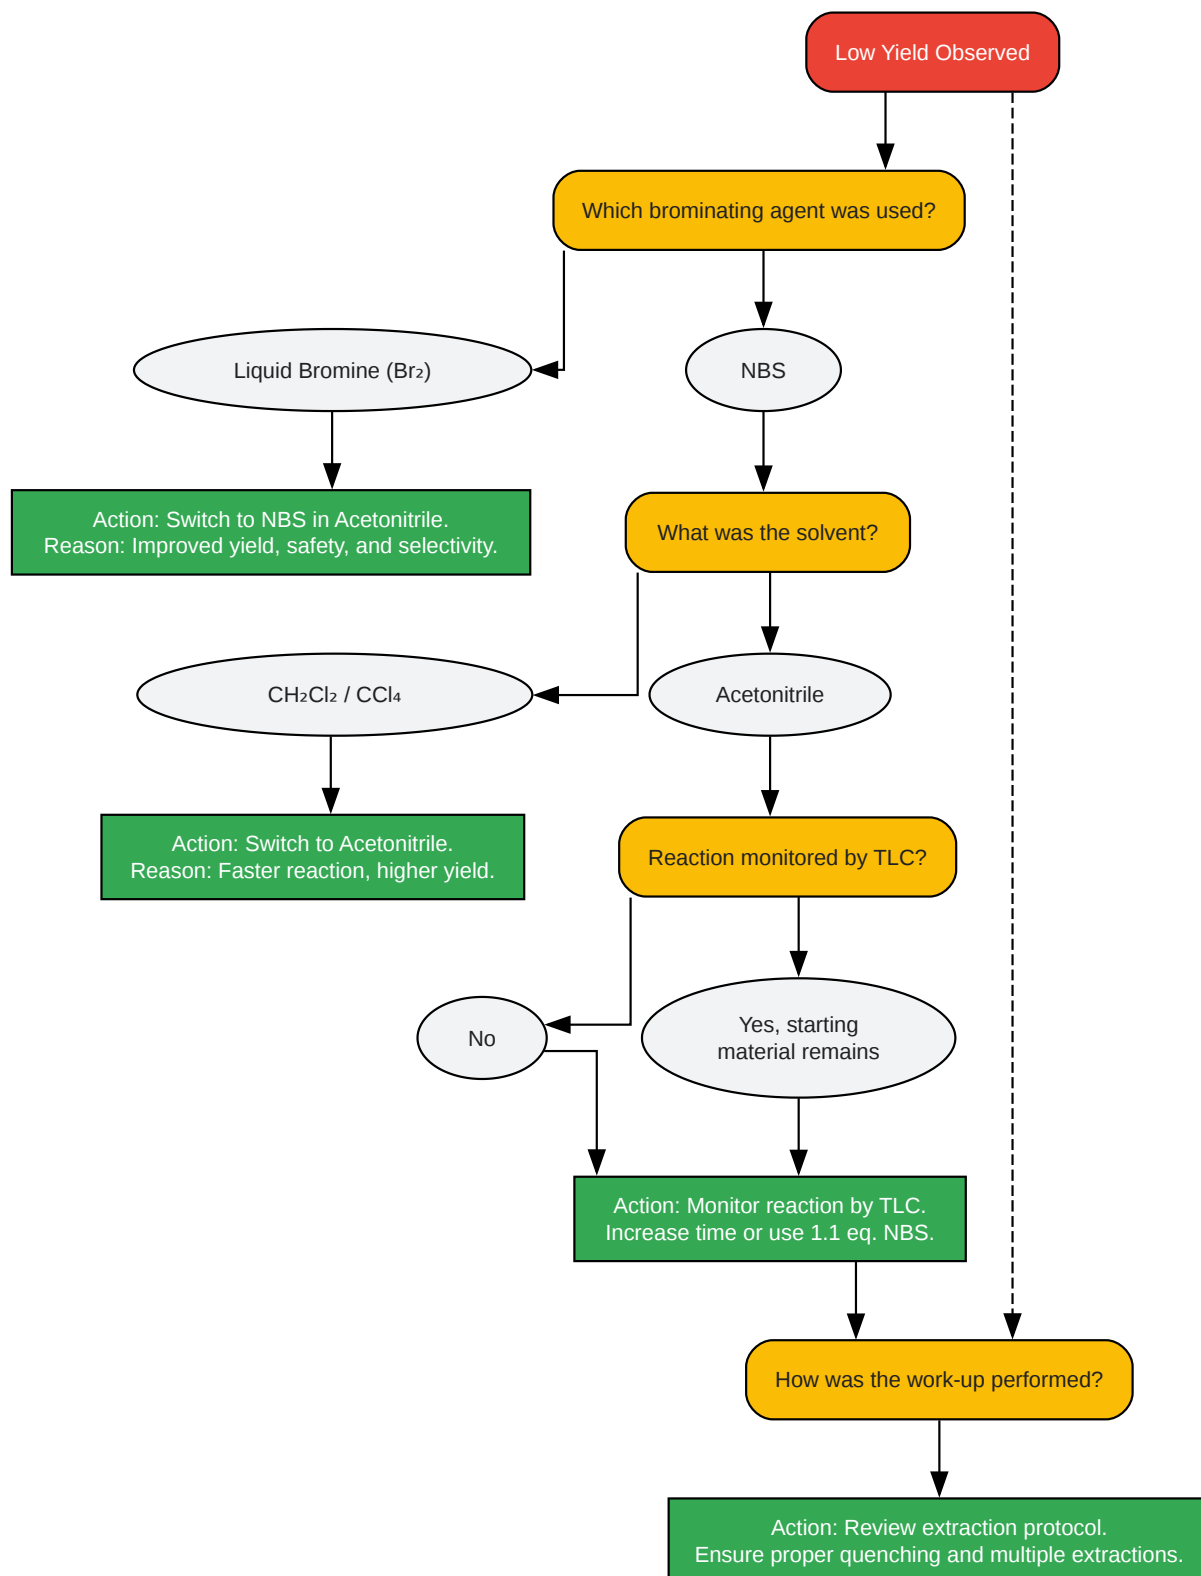 Low Yield Observed
Which brominating agent was used?
Liquid Bromine (Br₂)
NBS
Action: Switch to NBS in Acetonitrile.
Reason: Improved yield, safety, and selectivity.
What was the solvent?
CH₂Cl₂ / CCl₄
Acetonitrile
Action: Switch to Acetonitrile.
Reason: Faster reaction, higher yield.
Reaction monitored by TLC?
No
Yes, starting
material remains
Action: Monitor reaction by TLC.
Increase time or use 1.1 eq. NBS.
How was the work-up performed?
Action: Review extraction protocol.
Ensure proper quenching and multiple extractions.